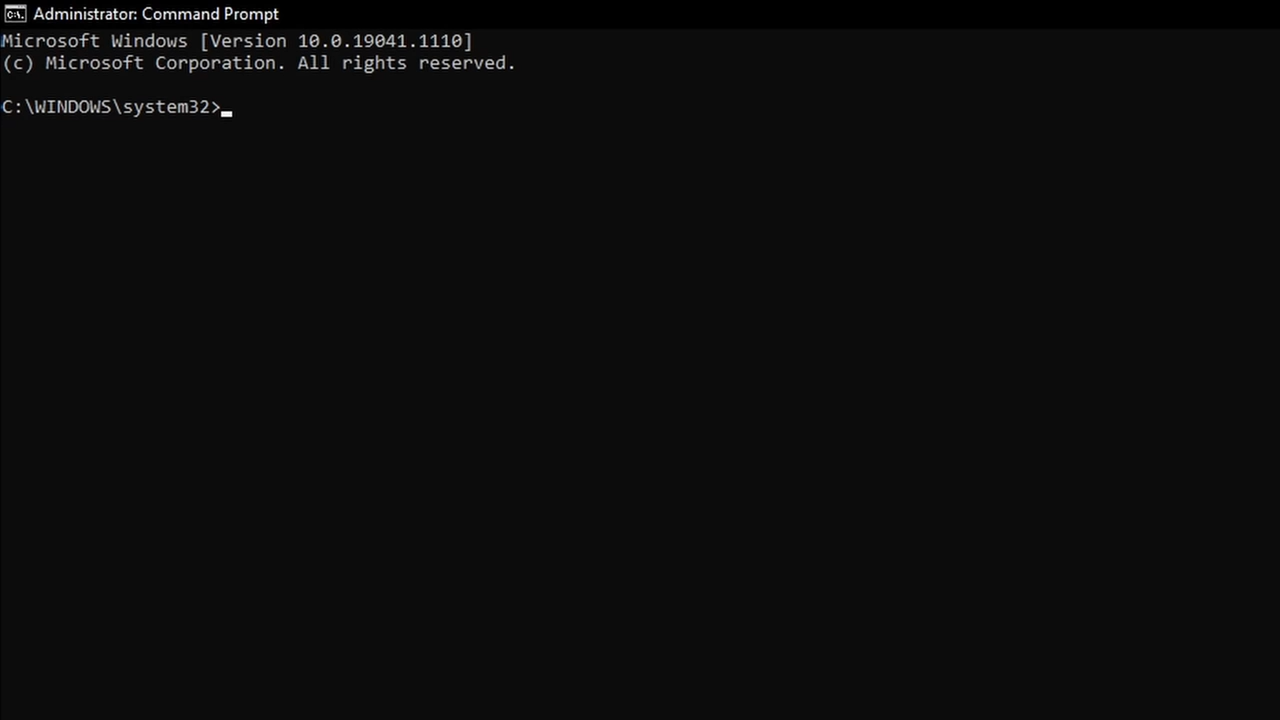 Administrator: Command Prompt
Microsoft Windows [Version 10.0.19041.1110]
(c) Microsoft Corporation. All rights reserved.
C:\WINDOWS\system32>